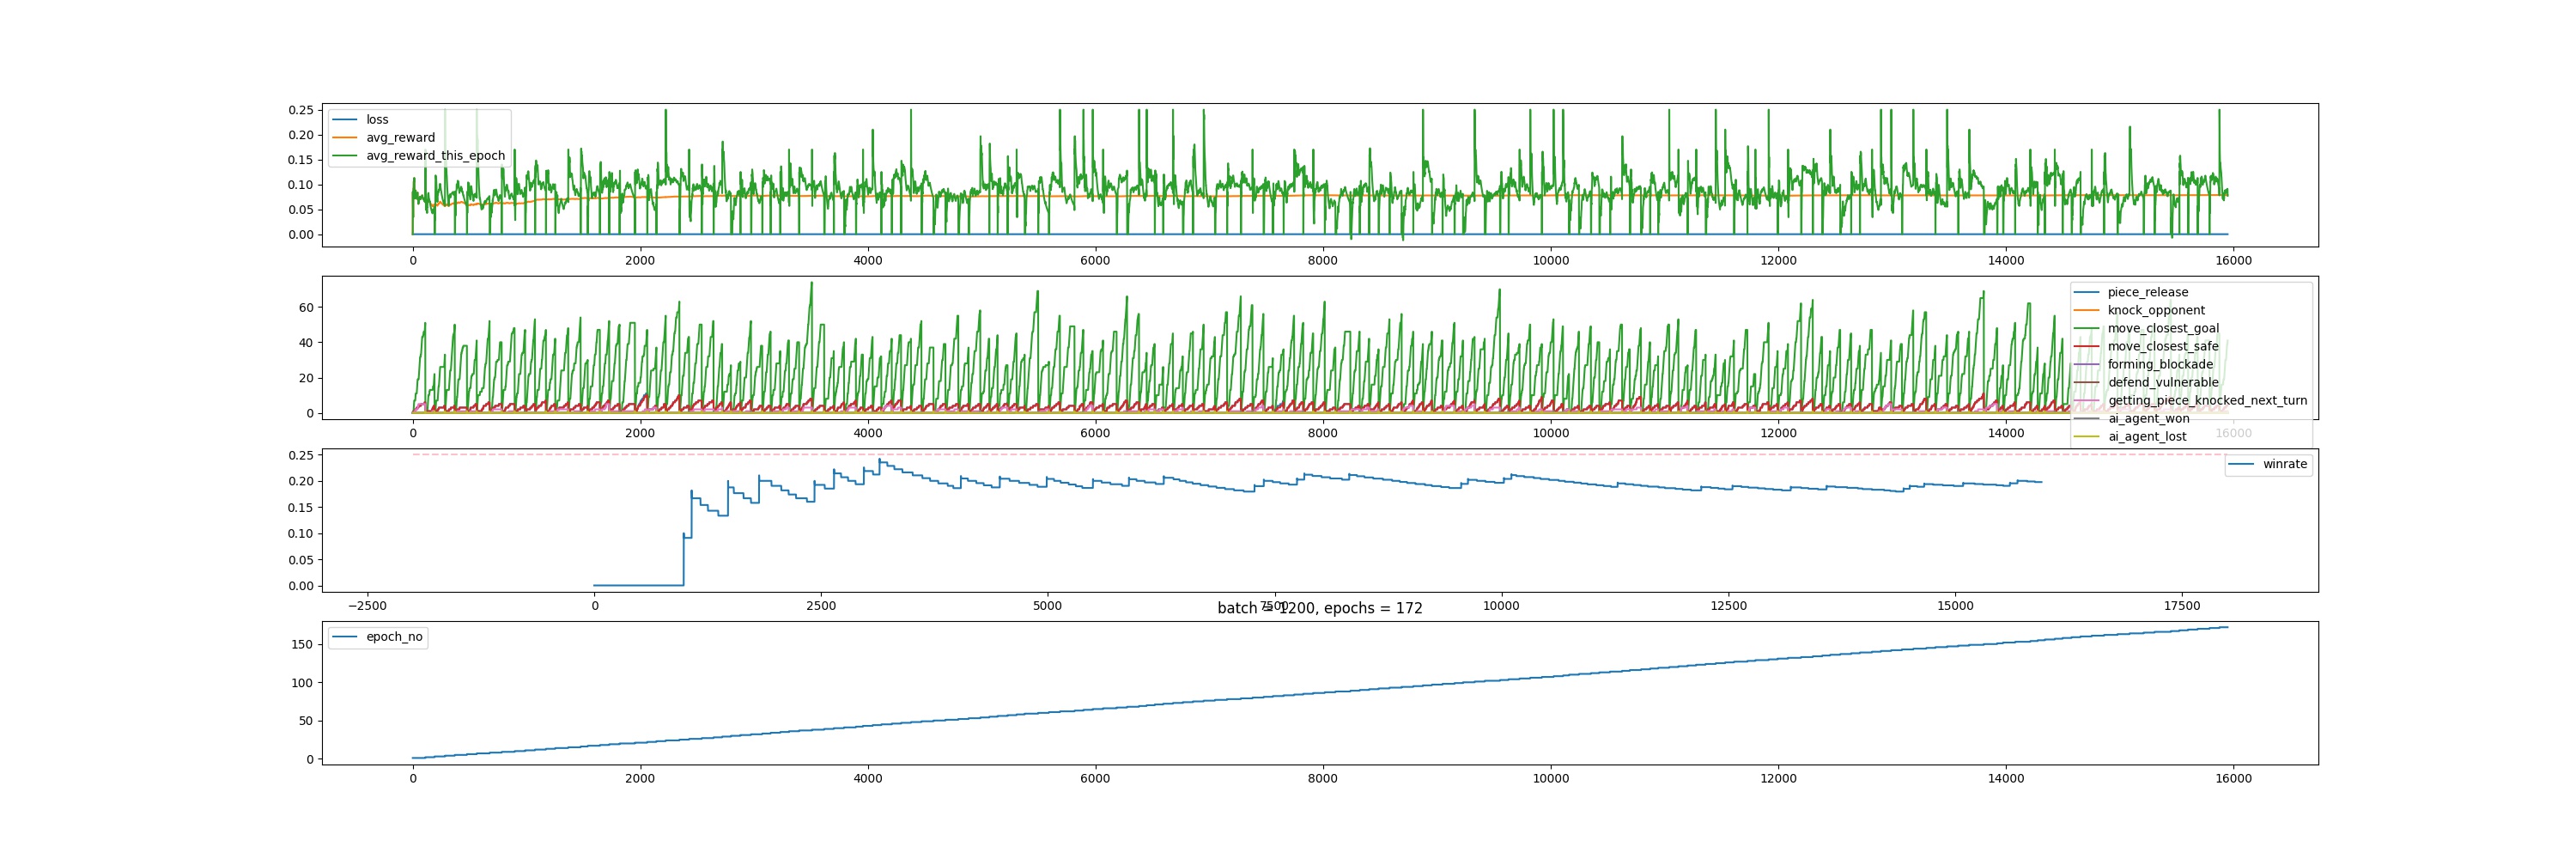 0.25
0.20
0.15
0.10
0.05
0.00
loss
avg_reward
avg_reward_this_epoch
0 2000 4000 6000 8000 10000 12000 14000 16000
60
40
20
0
piece_release
knock_opponent
move_closest_goal
move_closest_safe
forming_blockade
defend_vulnerable
getting_piece_knocked_next_turn
ai_agent_won
ai_agent_lost
0 2000 4000 6000 8000 10000 12000 14000 16000
0.25
0.20
0.15
0.10
0.05
0.00
winrate
−2500 0 2500 5000 7500 10000 12500 15000 17500
batch = 1200, epochs = 172
150
100
50
0
epoch_no
0 2000 4000 6000 8000 10000 12000 14000 16000